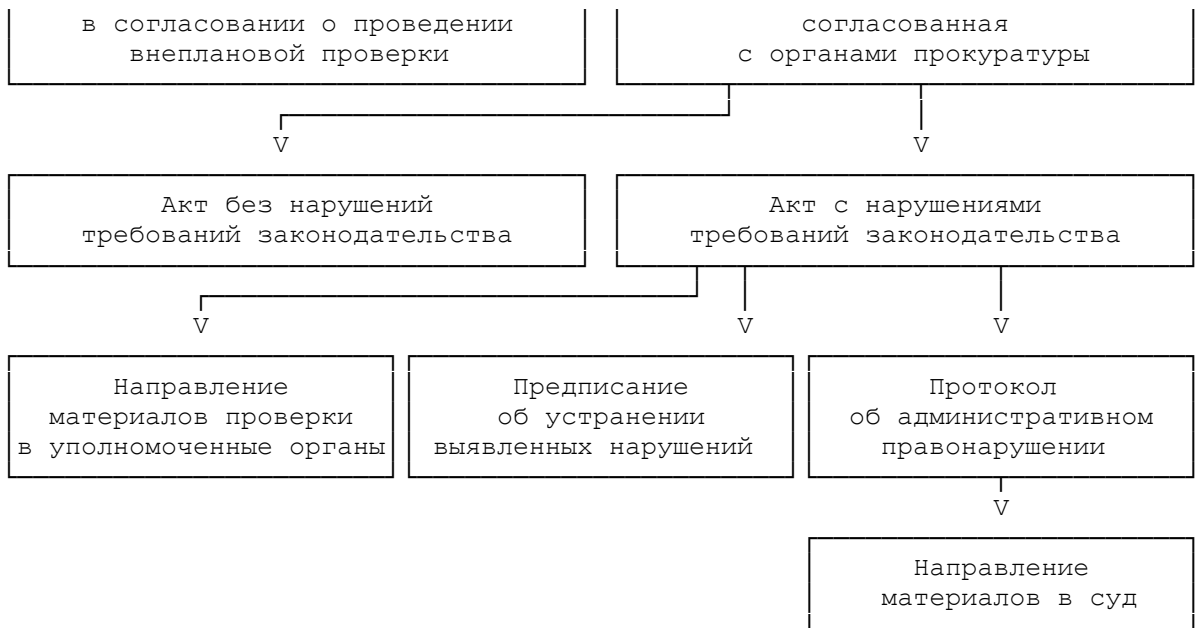 в согласовании о проведении
внеплановой проверки
согласованная
с органами прокуратуры
V
V
Акт без нарушений
требований законодательства
Акт с нарушениями
требований законодательства
V
V
V
Направление
материалов проверки
в уполномоченные органы
Предписание
об устранении
выявленных нарушений
Протокол
об административном
правонарушении
V
Направление
материалов в суд